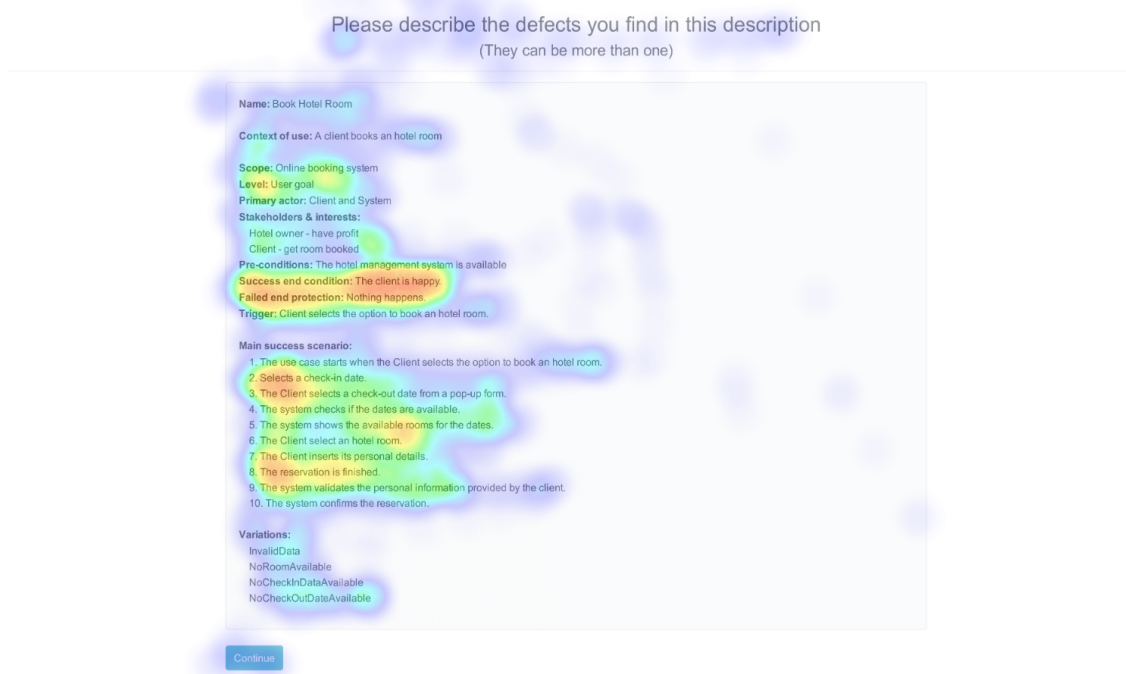 Please describe the defects you find in this description
(They can be more than one)
Name: Book Hotel Room
Context of use: A client books an hotel room
Scope: Online booking system
Level: User goal
Primary actor: Client and System
Stakeholders & interests:
Hotel owner - have profit
Client - get room booked
Pre-conditions: The hotel management system is available
Success end condition: The client is happy.
Failed end protection: Nothing happens.
Trigger: Client selects the option to book an hotel room.
Main success scenario:
1. The use case starts when the Client selects the option to book an hotel room.
2. Selects a check-in date.
3. The Client selects a check-out date from a pop-up form.
4. The system checks if the dates are available.
5. The system shows the available rooms for the dates.
6. The Client select an hotel room.
7. The Client inserts its personal details.
8. The reservation is finished.
9. The system validates the personal information provided by the client.
10. The system confirms the reservation.
Variations:
InvalidData
NoRoomAvailable
NoCheckInDataAvailable
NoCheckOutDateAvailable
Continue